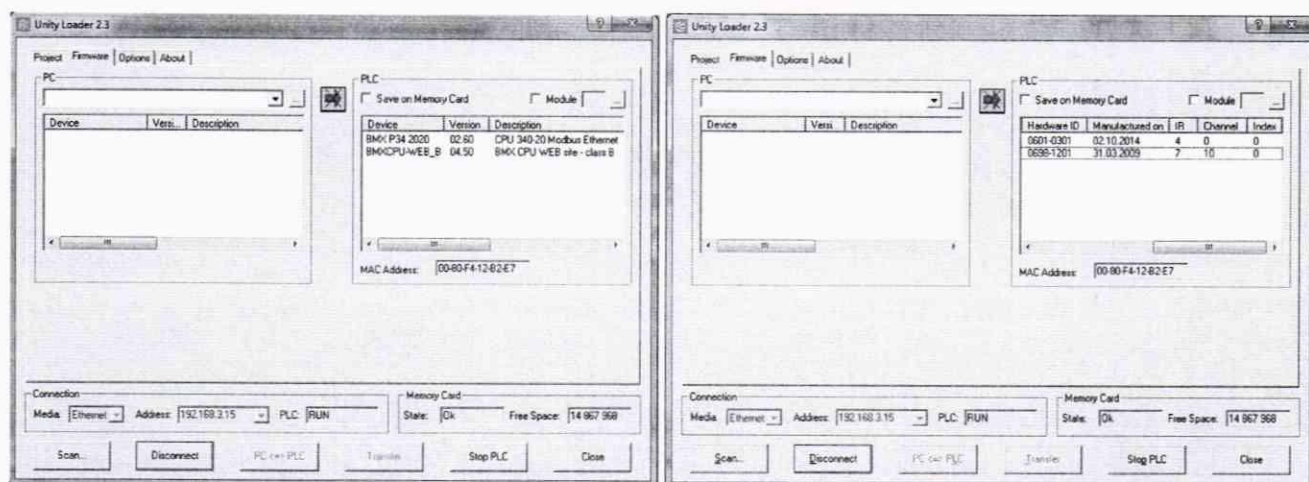 Unity Loader 2.3
Project Firmware Options About
PC
...
Device Versi... Description
PLC
Save on Memory Card Module ...
Device Version Description
BMX P34 2020 02.60 CPU 340-20 Modbus Ethernet
BMXCPU-WEB_B 04.50 BMX CPU WEB site - class B
MAC Address: 00-80-F4-12-B2-E7
Connection
Media: Ethernet Address: 192.168.3.15 PLC: RUN
Memory Card
State: Ok Free Space: 14 867 968
Scan... Disconnect PC <=> PLC Transfer Stop PLC Close
Unity Loader 2.3
Project Firmware Options About
PC
...
Device Versi Description
PLC
Save on Memory Card Module ...
Hardware ID Manufactured on IR Channel Index
0601-0301 02.10.2014 4 0 0
0698-1201 31.03.2009 7 10 0
MAC Address: 00-80-F4-12-B2-E7
Connection
Media: Ethernet Address: 192.168.3.15 PLC: RUN
Memory Card
State: Ok Free Space: 14 867 968
Scan... Disconnect PC <=> PLC Transfer Stop PLC Close